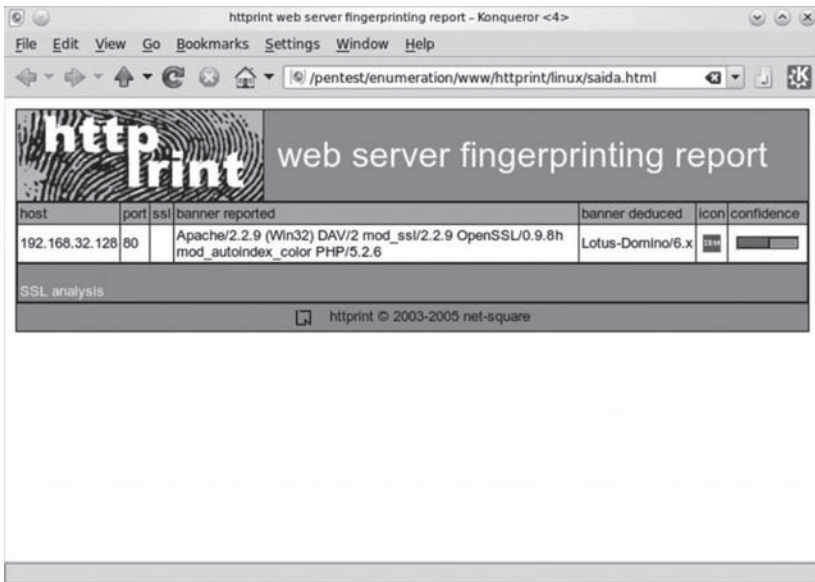 httprint web server fingerprinting report – Konqueror <4>
File Edit View Go Bookmarks Settings Window Help
/pentest/enumeration/www/httprint/linux/saida.html
http
print
web server fingerprinting report
host port ssl banner reported banner deduced icon confidence
192.168.32.128 80 Apache/2.2.9 (Win32) DAV/2 mod_ssl/2.2.9 OpenSSL/0.9.8h Lotus-Domino/6.x IBM
mod_autoindex_color PHP/5.2.6
SSL analysis
httprint © 2003-2005 net-square